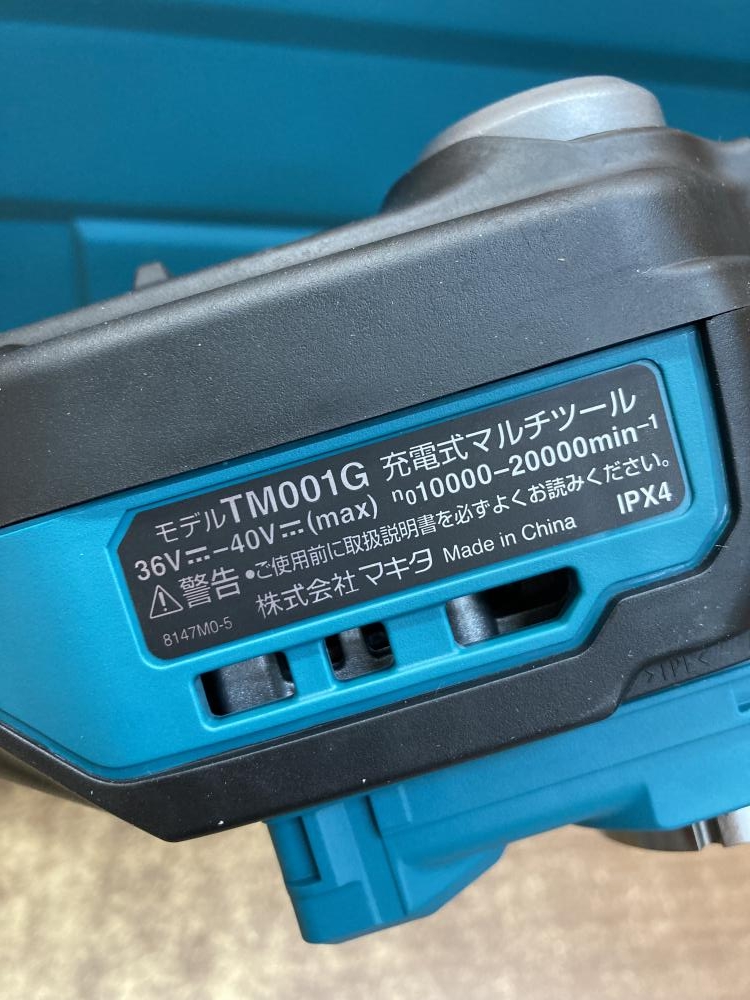 モデルTM001G 充電式マルチツール
36V⎓-40V⎓(max) n010000-20000min-1
⚠警告 •ご使用前に取扱説明書を必ずよくお読みください。
株式会社マキタ Made in China IPX4
8147M0-5
>TPE<